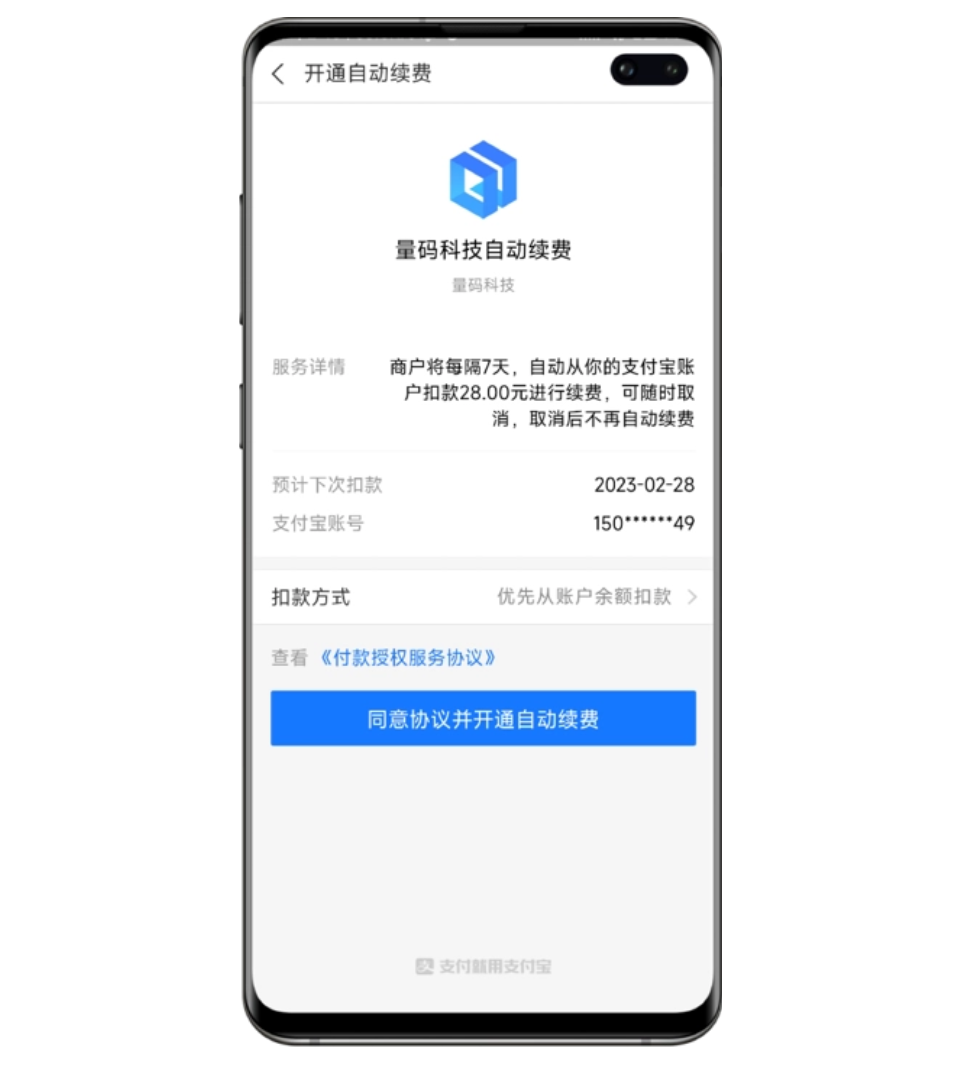 开通自动续费
量码科技自动续费
量码科技
服务详情
商户将每隔7天，自动从你的支付宝账
户扣款28.00元进行续费，可随时取
消，取消后不再自动续费
预计下次扣款 2023-02-28
支付宝账号 150******49
扣款方式 优先从账户余额扣款
查看《付款授权服务协议》
同意协议并开通自动续费
支付就用支付宝